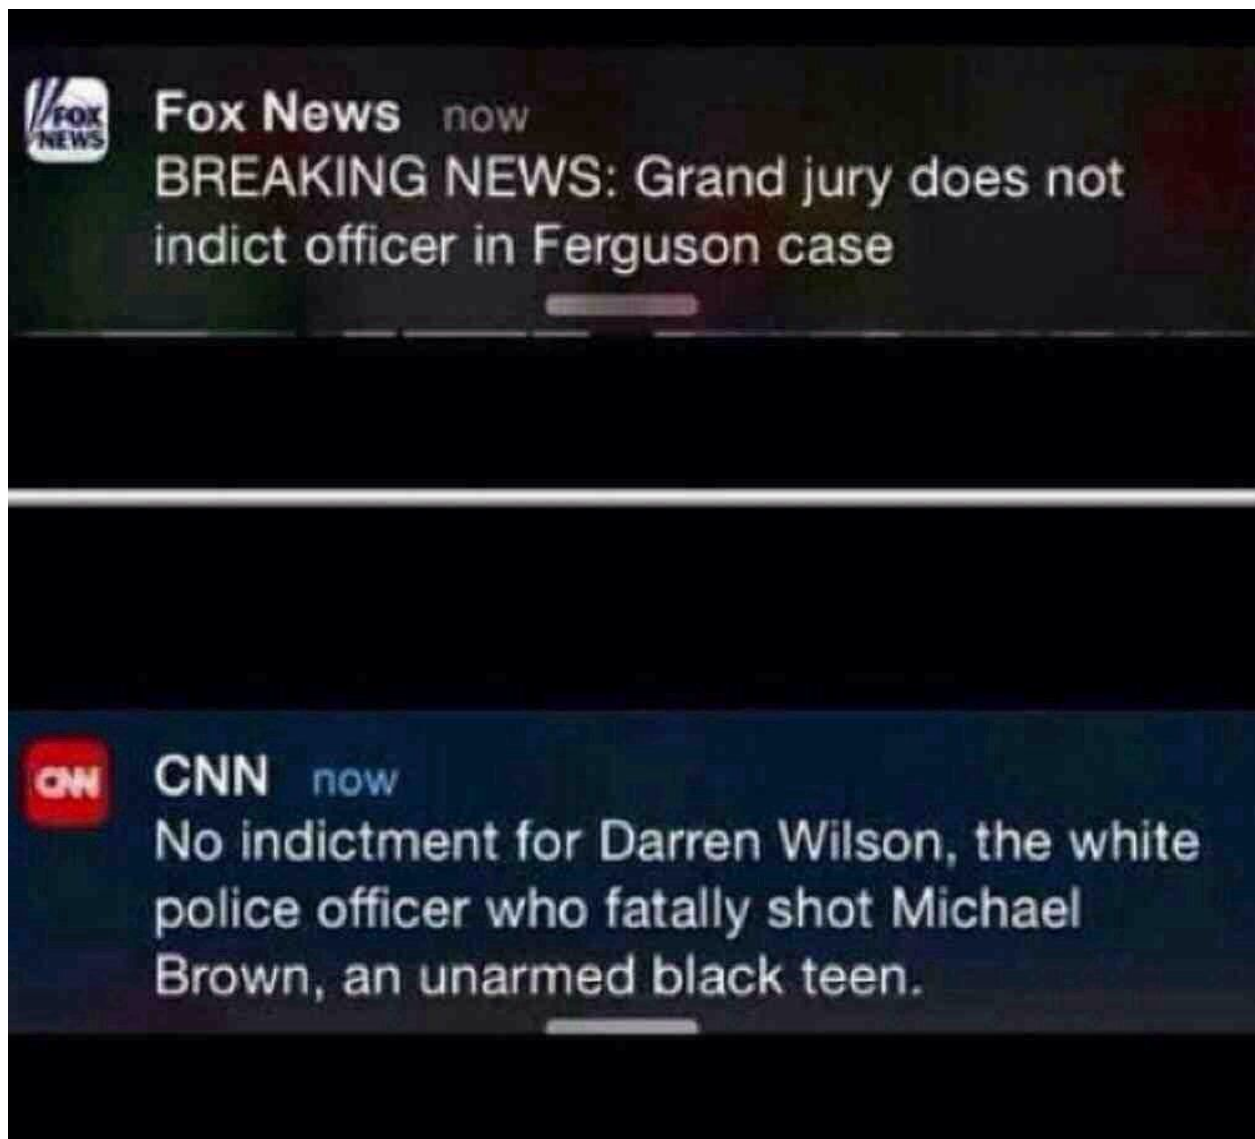 FOX
NEWS
Fox News now
BREAKING NEWS: Grand jury does not
indict officer in Ferguson case
CNN
CNN now
No indictment for Darren Wilson, the white
police officer who fatally shot Michael
Brown, an unarmed black teen.